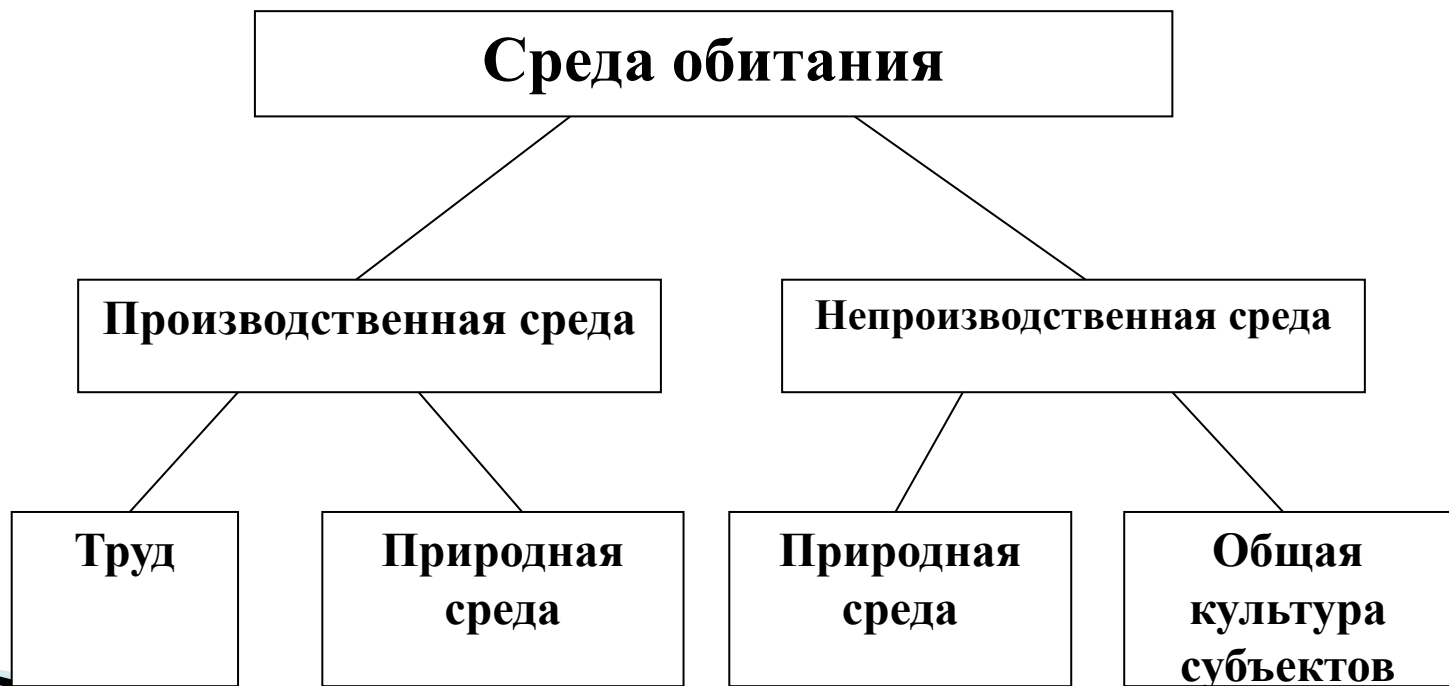 Среда обитания
Производственная среда
Непроизводственная среда
Труд
Природная
среда
Природная
среда
Общая
культура
субъектов